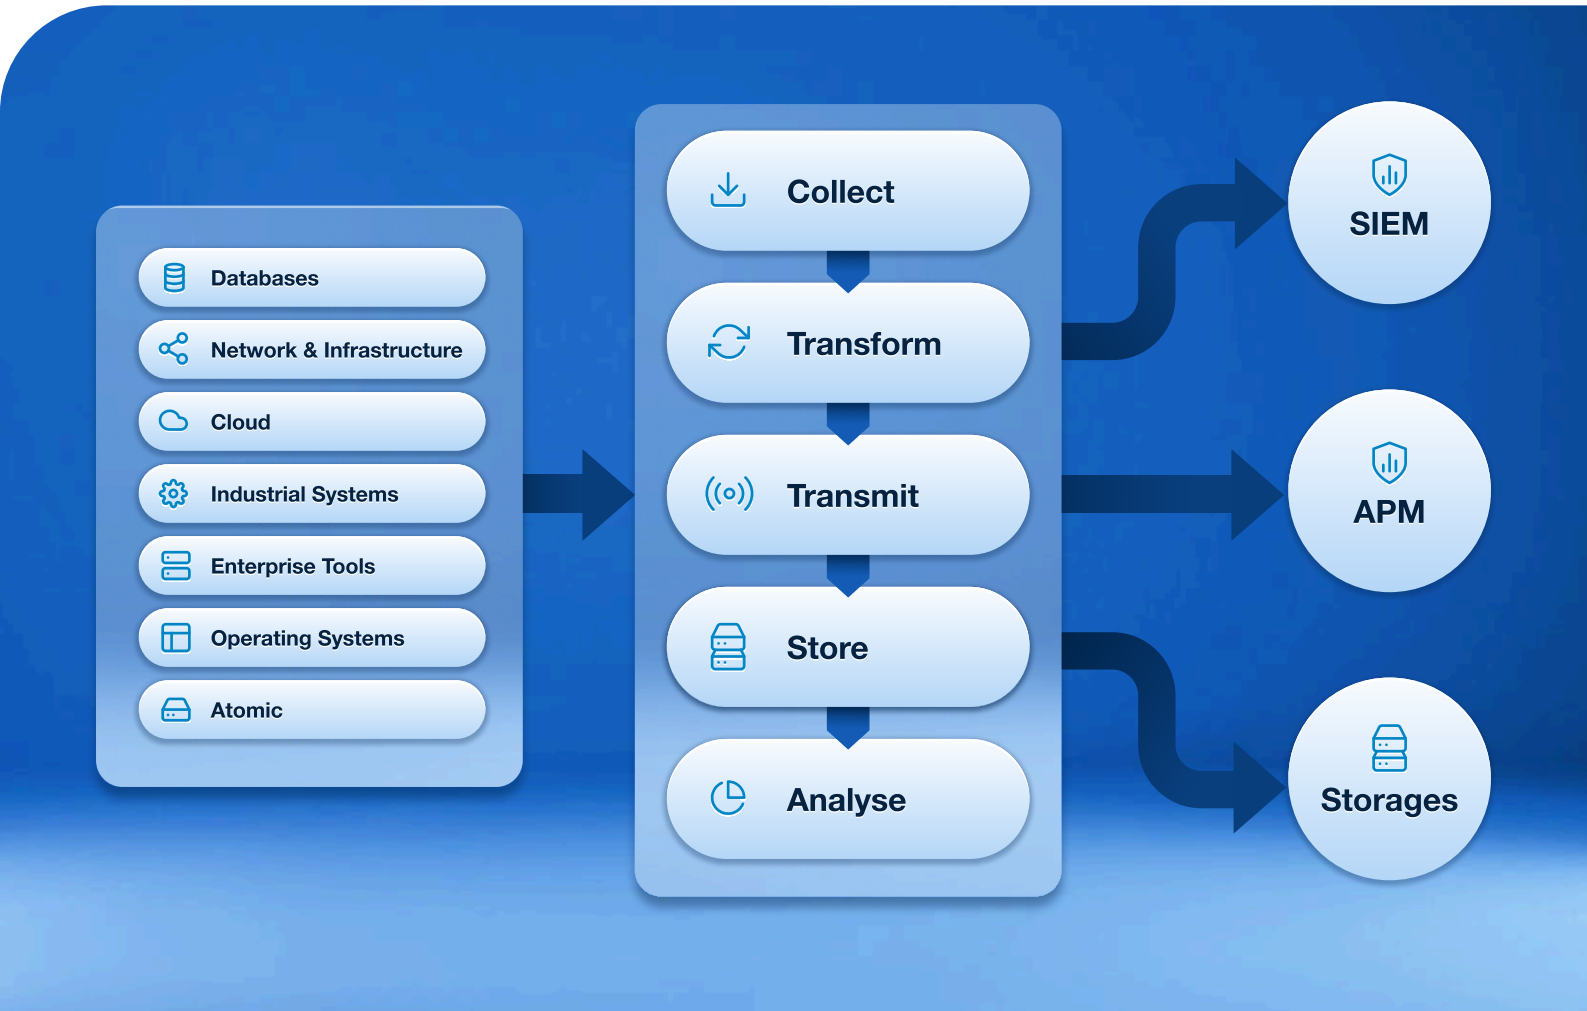 Databases
Network & Infrastructure
Cloud
Industrial Systems
Enterprise Tools
Operating Systems
Atomic
Collect
Transform
Transmit
Store
Analyse
SIEM
APM
Storages